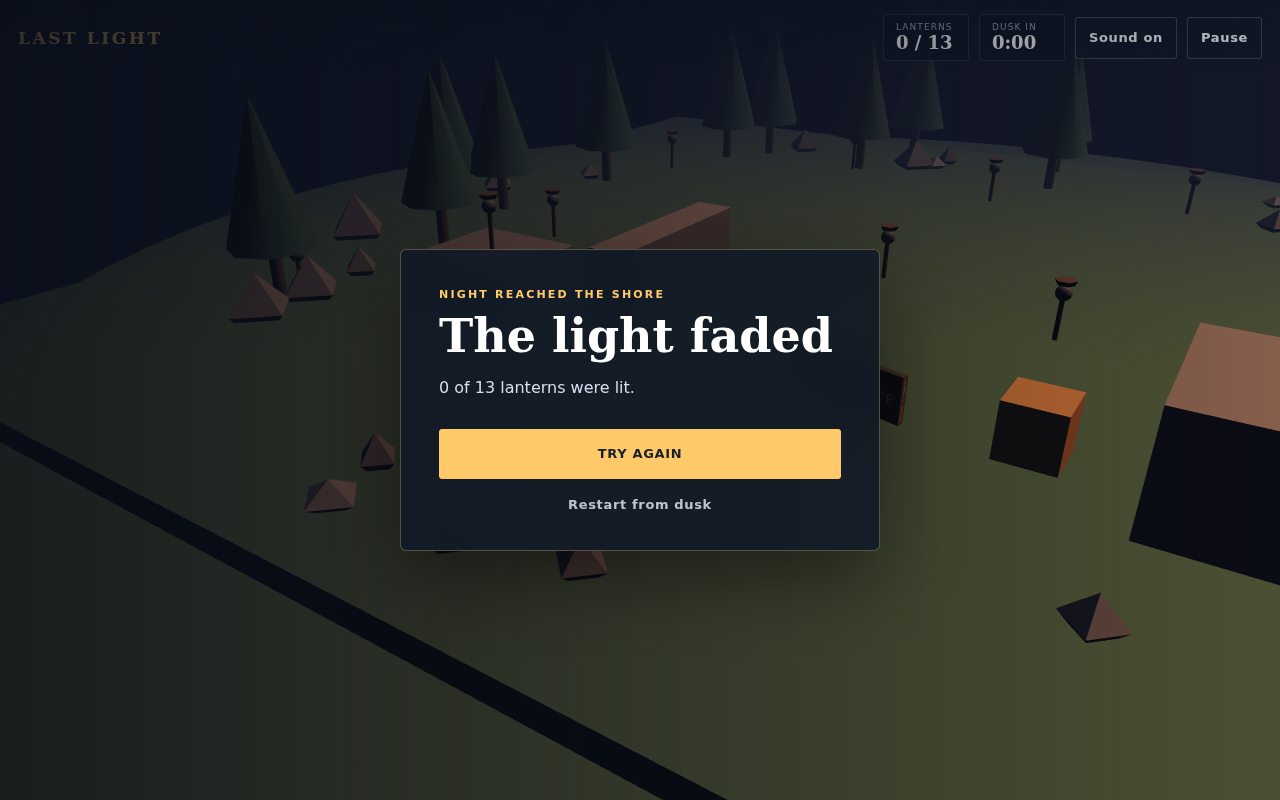 LAST LIGHT
LANTERNS
0 / 13
DUSK IN
0:00
Sound on
Pause
NIGHT REACHED THE SHORE
The light faded
0 of 13 lanterns were lit.
TRY AGAIN
Restart from dusk